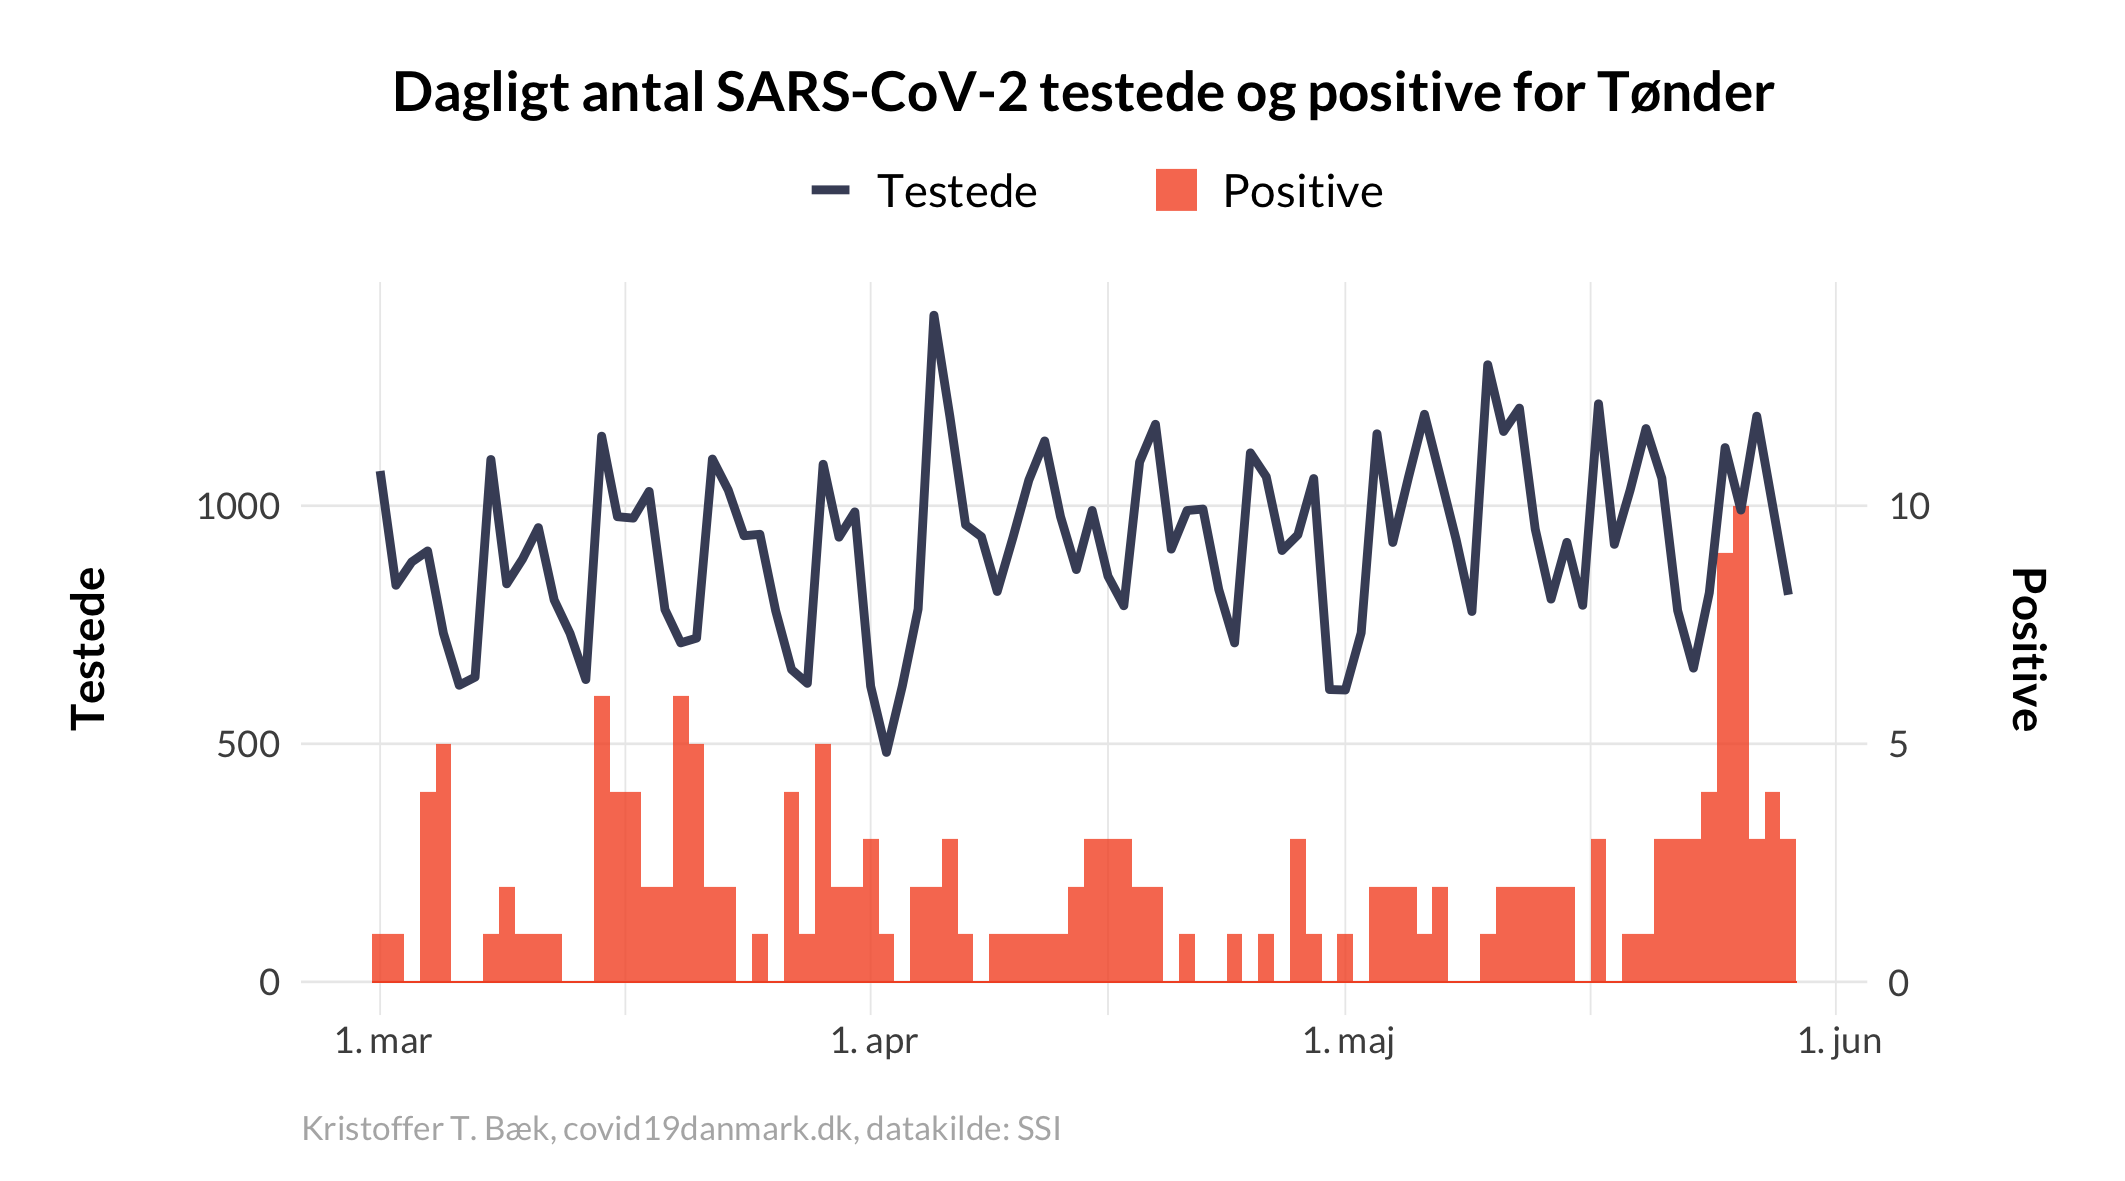 Dagligt antal SARS-CoV-2 testede og positive for Tønder
Testede
Positive
Testede
1000
500
0
10
5
0
Positive
1. mar
1. apr
1. maj
1. jun
Kristoffer T. Bæk, covid19danmark.dk, datakilde: SSI